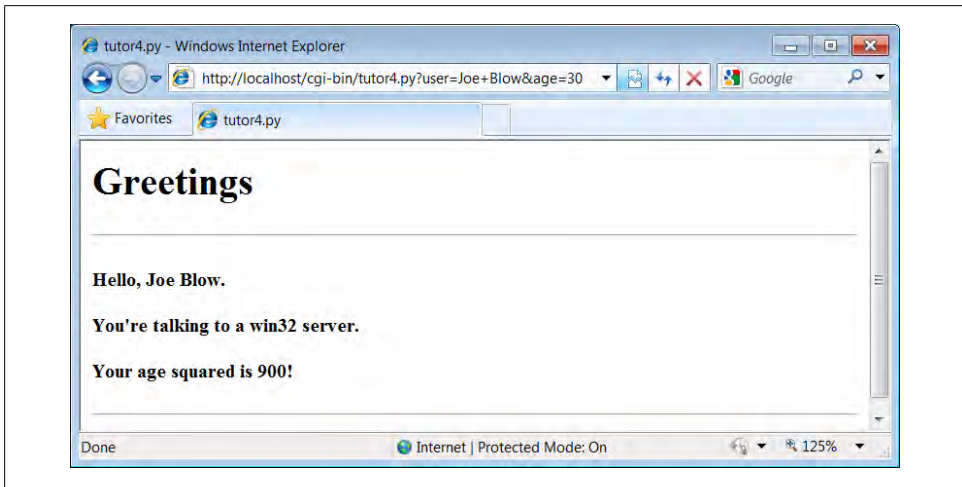 tutor4.py - Windows Internet Explorer
http://localhost/cgi-bin/tutor4.py?user=Joe+Blow&age=30
Google
Favorites
tutor4.py
Greetings
Hello, Joe Blow.
You're talking to a win32 server.
Your age squared is 900!
Done
Internet | Protected Mode: On
125%